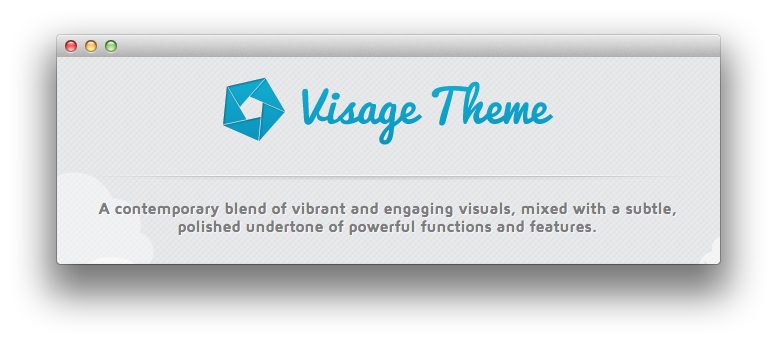 Visage Theme
A contemporary blend of vibrant and engaging visuals, mixed with a subtle,
polished undertone of powerful functions and features.